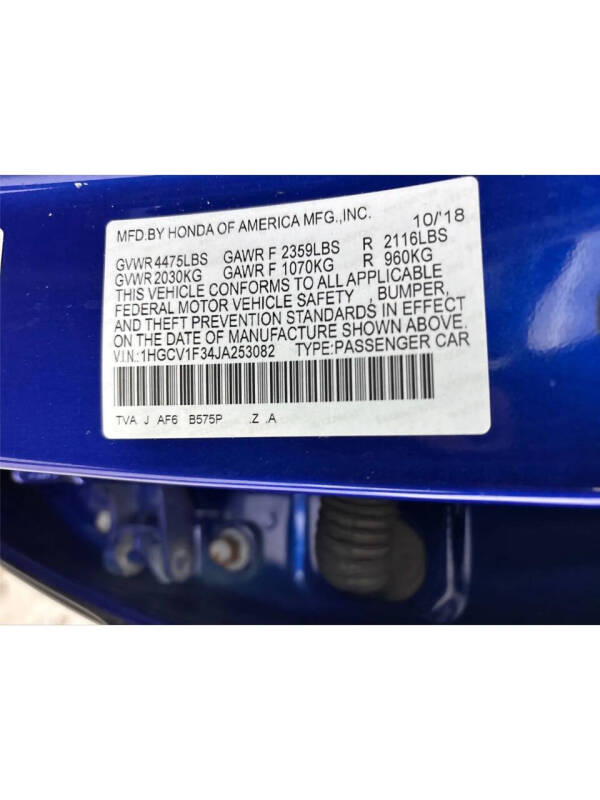 MFD.BY HONDA OF AMERICA MFG.,INC. 10/'18
GVWR 4475LBS GAWR F 2359LBS R 2116LBS
GVWR 2030KG GAWR F 1070KG R 960KG
THIS VEHICLE CONFORMS TO ALL APPLICABLE
FEDERAL MOTOR VEHICLE SAFETY , BUMPER,
AND THEFT PREVENTION STANDARDS IN EFFECT
ON THE DATE OF MANUFACTURE SHOWN ABOVE.
V.I.N.:1HGCV1F34JA253082 TYPE:PASSENGER CAR
TVA J AF6 B575P .Z .A